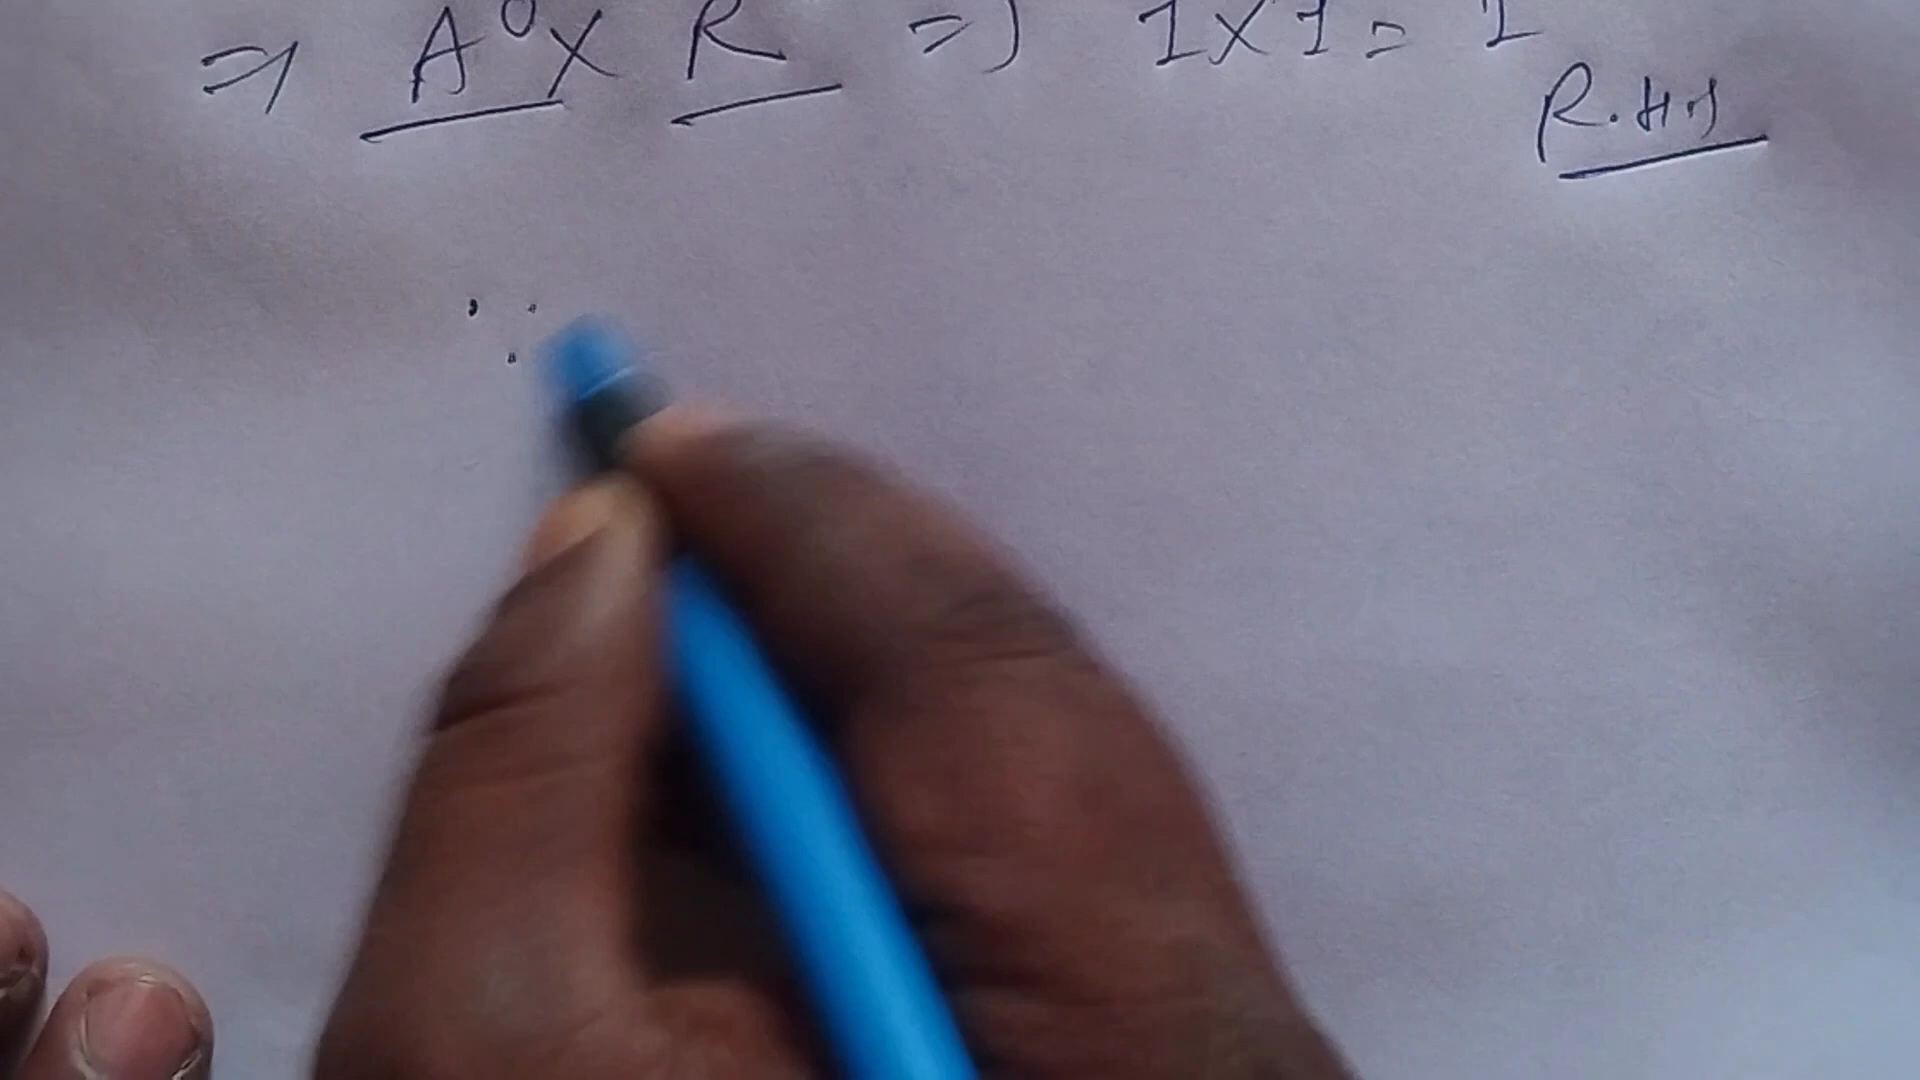 ⇒ A⁰ × R ⇒ 1 × 1 = 1
R.H.S